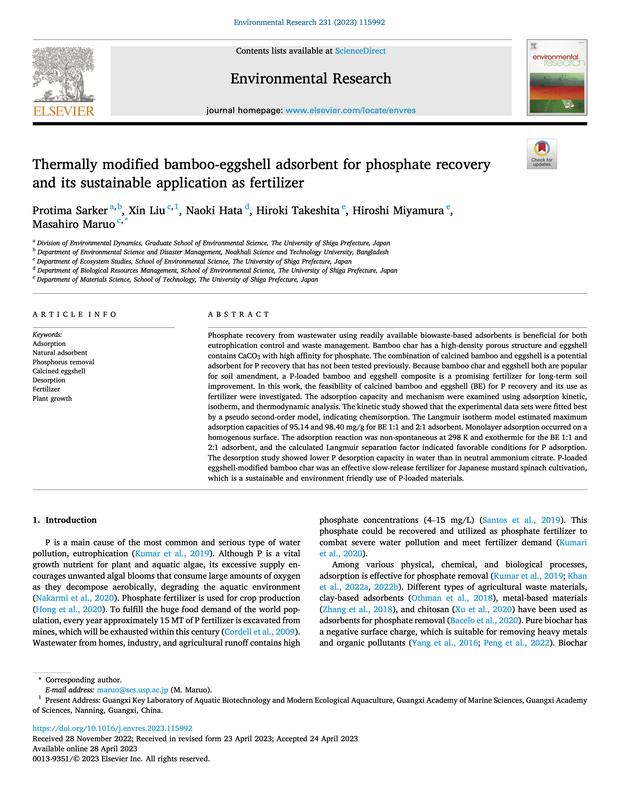 Environmental Research 231 (2023) 115992
Contents lists available at ScienceDirect
Environmental Research
journal homepage: www.elsevier.com/locate/envres
ELSEVIER
environmental
research
Check for
updates
Thermally modified bamboo-eggshell adsorbent for phosphate recovery
and its sustainable application as fertilizer
Protima Sarker a,b, Xin Liu c,1, Naoki Hata d, Hiroki Takeshita e, Hiroshi Miyamura e,
Masahiro Maruo c,*
a Division of Environmental Dynamics, Graduate School of Environmental Science, The University of Shiga Prefecture, Japan
b Department of Environmental Science and Disaster Management, Noakhali Science and Technology University, Bangladesh
c Department of Ecosystem Studies, School of Environmental Science, The University of Shiga Prefecture, Japan
d Department of Biological Resources Management, School of Environmental Science, The University of Shiga Prefecture, Japan
e Department of Materials Science, School of Technology, The University of Shiga Prefecture, Japan
ARTICLE INFO
Keywords:
Adsorption
Natural adsorbent
Phosphorus removal
Calcined eggshell
Desorption
Fertilizer
Plant growth
ABSTRACT
Phosphate recovery from wastewater using readily available biowaste-based adsorbents is beneficial for both
eutrophication control and waste management. Bamboo char has a high-density porous structure and eggshell
contains CaCO3 with high affinity for phosphate. The combination of calcined bamboo and eggshell is a potential
adsorbent for P recovery that has not been tested previously. Because bamboo char and eggshell both are popular
for soil amendment, a P-loaded bamboo and eggshell composite is a promising fertilizer for long-term soil
improvement. In this work, the feasibility of calcined bamboo and eggshell (BE) for P recovery and its use as
fertilizer were investigated. The adsorption capacity and mechanism were examined using adsorption kinetic,
isotherm, and thermodynamic analysis. The kinetic study showed that the experimental data sets were fitted best
by a pseudo second-order model, indicating chemisorption. The Langmuir isotherm model estimated maximum
adsorption capacities of 95.14 and 98.40 mg/g for BE 1:1 and 2:1 adsorbent. Monolayer adsorption occurred on a
homogenous surface. The adsorption reaction was non-spontaneous at 298 K and exothermic for the BE 1:1 and
2:1 adsorbent, and the calculated Langmuir separation factor indicated favorable conditions for P adsorption.
The desorption study showed lower P desorption capacity in water than in neutral ammonium citrate. P-loaded
eggshell-modified bamboo char was an effective slow-release fertilizer for Japanese mustard spinach cultivation,
which is a sustainable and environment friendly use of P-loaded materials.
1. Introduction
P is a main cause of the most common and serious type of water
pollution, eutrophication (Kumar et al., 2019). Although P is a vital
growth nutrient for plant and aquatic algae, its excessive supply en-
courages unwanted algal blooms that consume large amounts of oxygen
as they decompose aerobically, degrading the aquatic environment
(Nakarmi et al., 2020). Phosphate fertilizer is used for crop production
(Hong et al., 2020). To fulfill the huge food demand of the world pop-
ulation, every year approximately 15 MT of P fertilizer is excavated from
mines, which will be exhausted within this century (Cordell et al., 2009).
Wastewater from homes, industry, and agricultural runoff contains high
phosphate concentrations (4–15 mg/L) (Santos et al., 2019). This
phosphate could be recovered and utilized as phosphate fertilizer to
combat severe water pollution and meet fertilizer demand (Kumari
et al., 2020).
Among various physical, chemical, and biological processes,
adsorption is effective for phosphate removal (Kumar et al., 2019; Khan
et al., 2022a, 2022b). Different types of agricultural waste materials,
clay-based adsorbents (Othman et al., 2018), metal-based materials
(Zhang et al., 2018), and chitosan (Xu et al., 2020) have been used as
adsorbents for phosphate removal (Bacelo et al., 2020). Pure biochar has
a negative surface charge, which is suitable for removing heavy metals
and organic pollutants (Yang et al., 2016; Peng et al., 2022). Biochar
* Corresponding author.
E-mail address: maruo@ses.usp.ac.jp (M. Maruo).
1 Present Address: Guangxi Key Laboratory of Aquatic Biotechnology and Modern Ecological Aquaculture, Guangxi Academy of Marine Sciences, Guangxi Academy
of Sciences, Nanning, Guangxi, China.
https://doi.org/10.1016/j.envres.2023.115992
Received 28 November 2022; Received in revised form 23 April 2023; Accepted 24 April 2023
Available online 28 April 2023
0013-9351/© 2023 Elsevier Inc. All rights reserved.